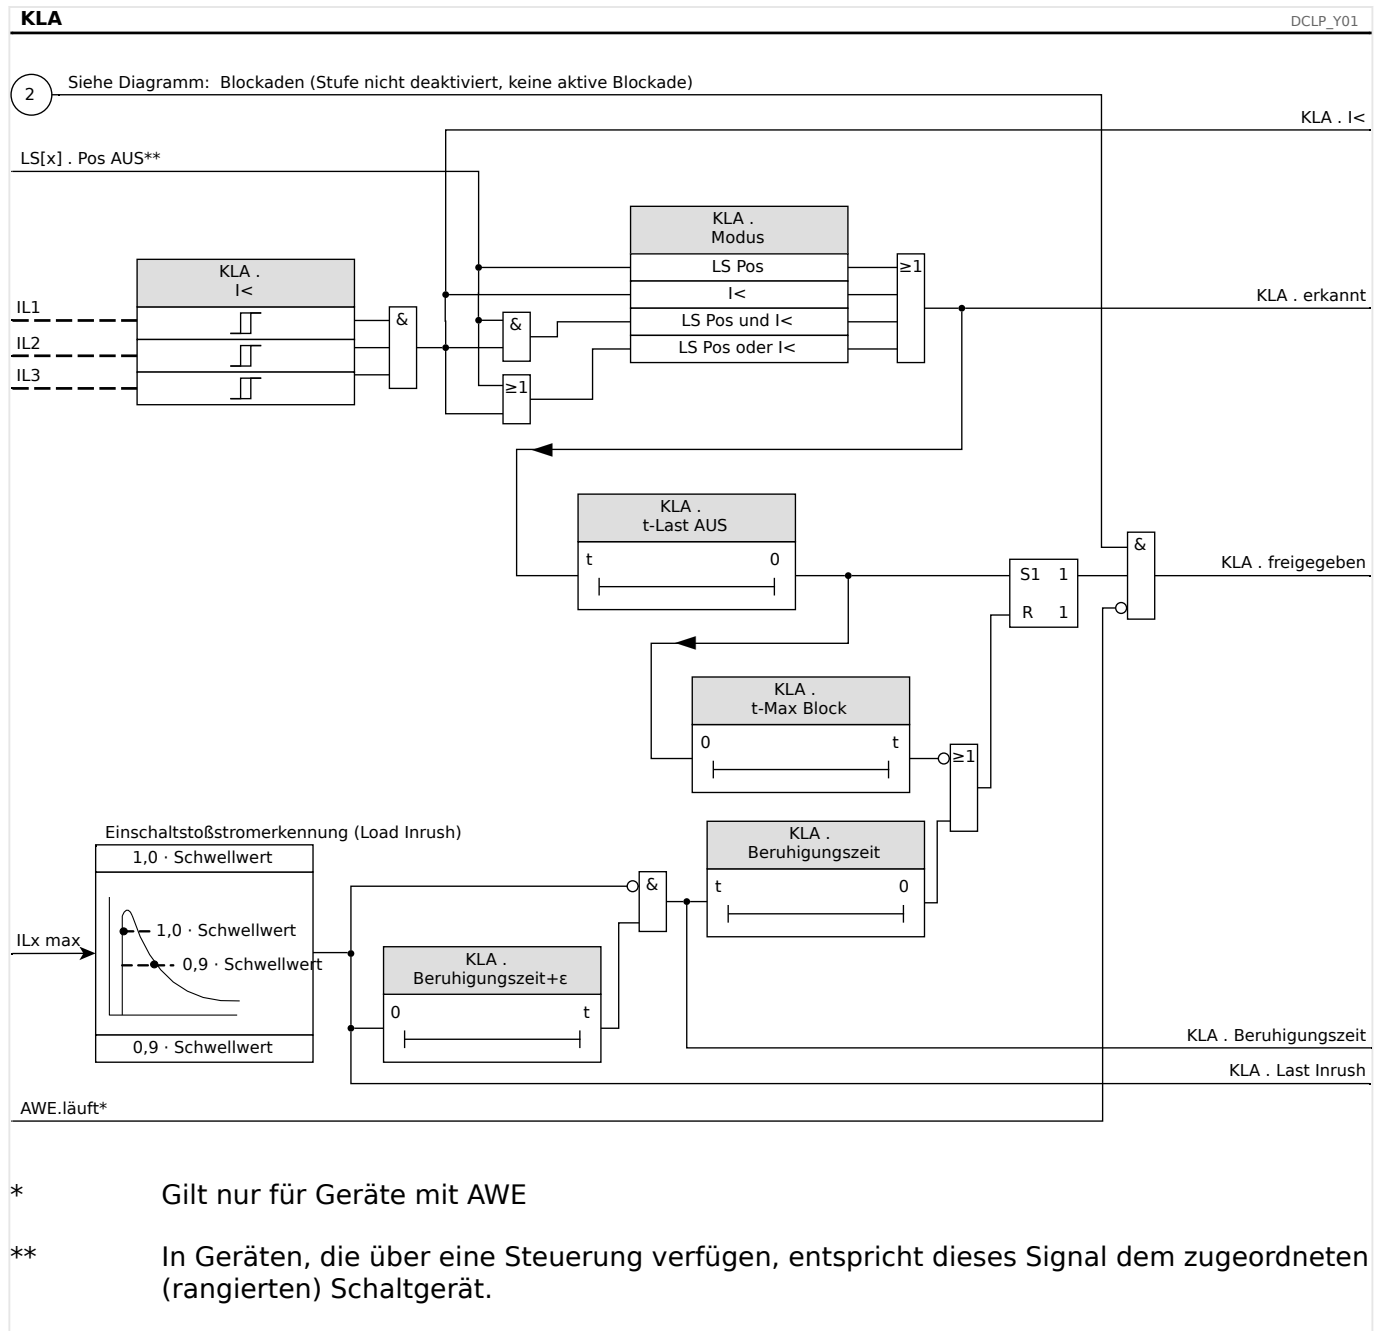 KLA
DCLP_Y01
2
Siehe Diagramm: Blockaden (Stufe nicht deaktiviert, keine aktive Blockade)
KLA . I<
LS[x] . Pos AUS**
KLA .
Modus
LS Pos
I<
LS Pos und I<
LS Pos oder I<
≥1
KLA . erkannt
KLA .
I<
IL1
IL2
IL3
&
&
≥1
KLA .
t-Last AUS
t 0
S1 1
R 1
&
KLA . freigegeben
KLA .
t-Max Block
0 t
≥1
Einschaltstoßstromerkennung (Load Inrush)
1,0 · Schwellwert
1,0 · Schwellwert
0,9 · Schwellwert
0,9 · Schwellwert
ILx max
KLA .
Beruhigungszeit+ε
0 t
&
KLA .
Beruhigungszeit
t 0
KLA . Beruhigungszeit
KLA . Last Inrush
AWE.läuft*
* Gilt nur für Geräte mit AWE
** In Geräten, die über eine Steuerung verfügen, entspricht dieses Signal dem zugeordneten
(rangierten) Schaltgerät.